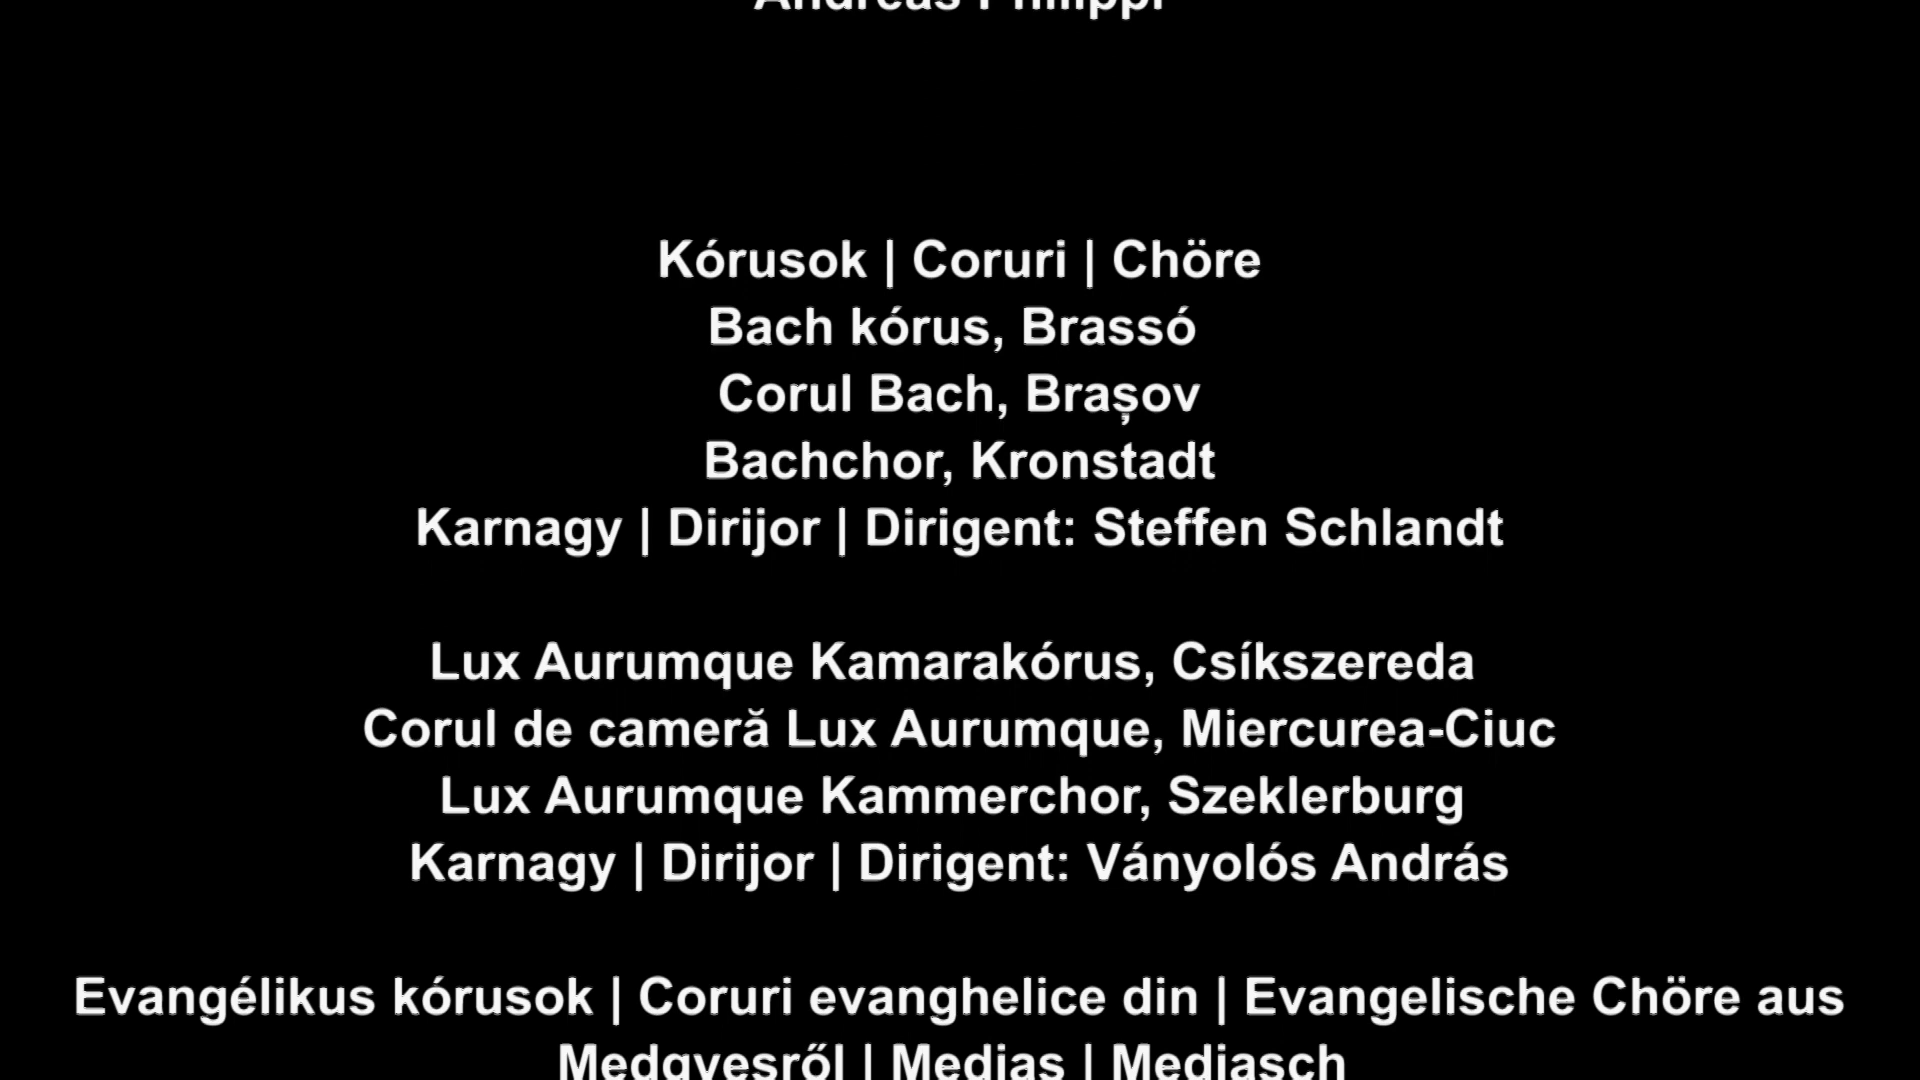 Andreas Philippi
Kórusok | Coruri | Chöre
Bach kórus, Brassó
Corul Bach, Brașov
Bachchor, Kronstadt
Karnagy | Dirijor | Dirigent: Steffen Schlandt
Lux Aurumque Kamarakórus, Csíkszereda
Corul de cameră Lux Aurumque, Miercurea-Ciuc
Lux Aurumque Kammerchor, Szeklerburg
Karnagy | Dirijor | Dirigent: Ványolós András
Evangélikus kórusok | Coruri evanghelice din | Evangelische Chöre aus
Medgyesről | Medias | Mediasch